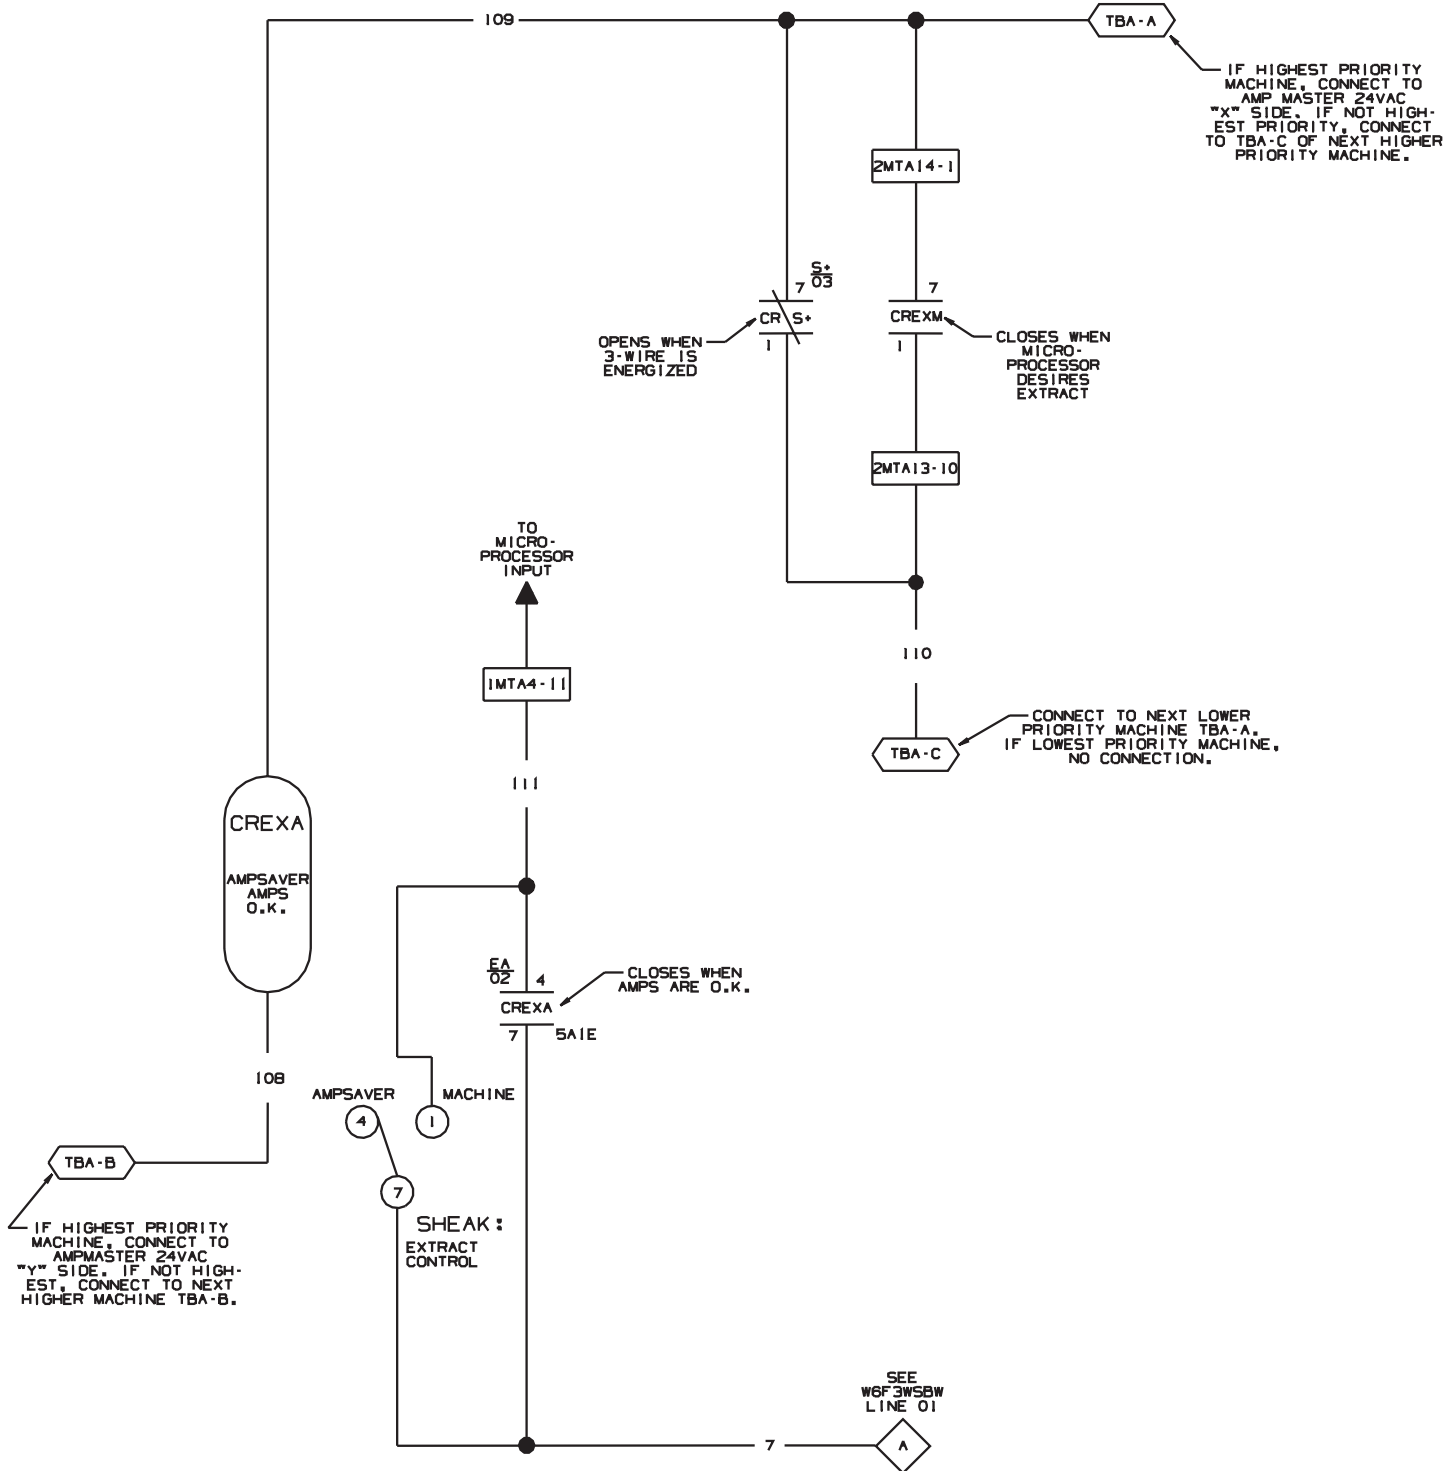 109
TBA-A
IF HIGHEST PRIORITY
MACHINE, CONNECT TO
AMP MASTER 24VAC
"X" SIDE. IF NOT HIGH-
EST PRIORITY, CONNECT
TO TBA-C OF NEXT HIGHER
PRIORITY MACHINE.
2MTA14-1
S+
03
7
CR S+
1
OPENS WHEN
3-WIRE IS
ENERGIZED
7
CREXM
1
CLOSES WHEN
MICRO-
PROCESSOR
DESIRES
EXTRACT
2MTA13-10
TO
MICRO-
PROCESSOR
INPUT
110
1MTA4-11
CONNECT TO NEXT LOWER
PRIORITY MACHINE TBA-A.
IF LOWEST PRIORITY MACHINE,
NO CONNECTION.
TBA-C
111
CREXA
AMPSAVER
AMPS
O.K.
EA
02
4
CREXA
7
5A1E
CLOSES WHEN
AMPS ARE O.K.
108
AMPSAVER
MACHINE
4
1
TBA-B
7
SHEAK:
EXTRACT
CONTROL
IF HIGHEST PRIORITY
MACHINE, CONNECT TO
AMPMASTER 24VAC
"Y" SIDE. IF NOT HIGH-
EST, CONNECT TO NEXT
HIGHER MACHINE TBA-B.
SEE
W6F3WSBW
LINE 01
7
A